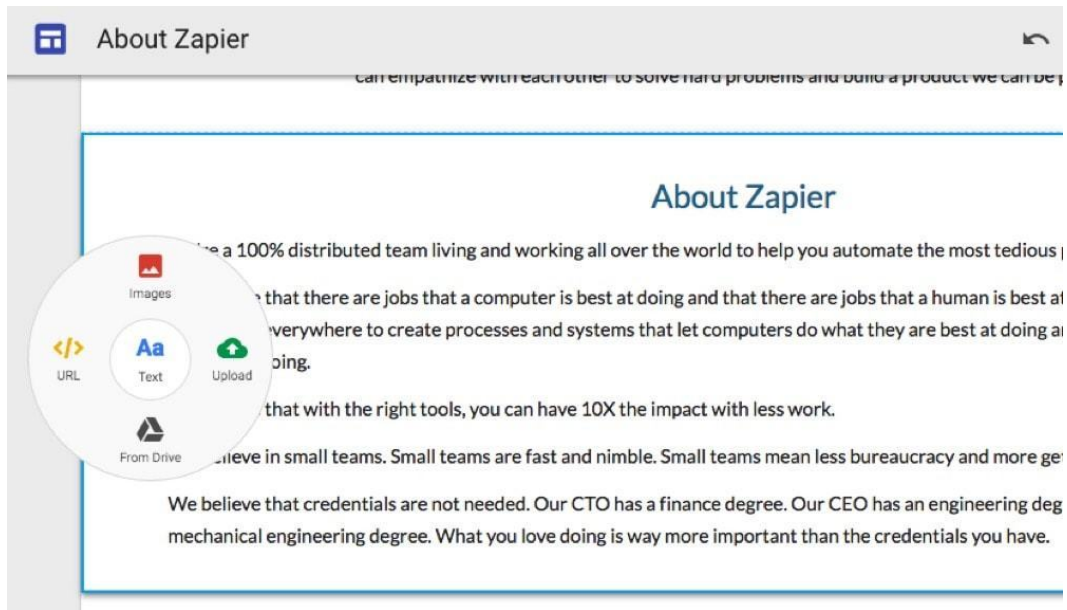 About Zapier
can empathize with each other to solve hard problems and build a product we can be
About Zapier
a 100% distributed team living and working all over the world to help you automate the most tedious
that there are jobs that a computer is best at doing and that there are jobs that a human is best
Images
everywhere to create processes and systems that let computers do what they are best at doing
</> Aa
URL Text Upload
that with the right tools, you can have 10X the impact with less work.
From Drive
in small teams. Small teams are fast and nimble. Small teams mean less bureaucracy and more
We believe that credentials are not needed. Our CTO has a finance degree. Our CEO has an engineering deg
mechanical engineering degree. What you love doing is way more important than the credentials you have.